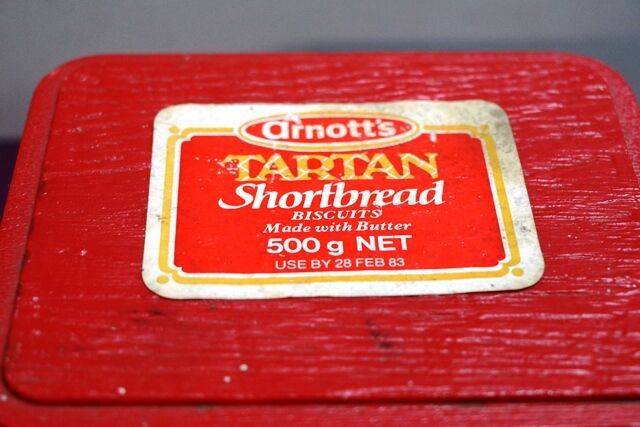 Arnott's
TARTAN
Shortbread
BISCUITS
Made with Butter
500 g NET
USE BY 28 FEB 83